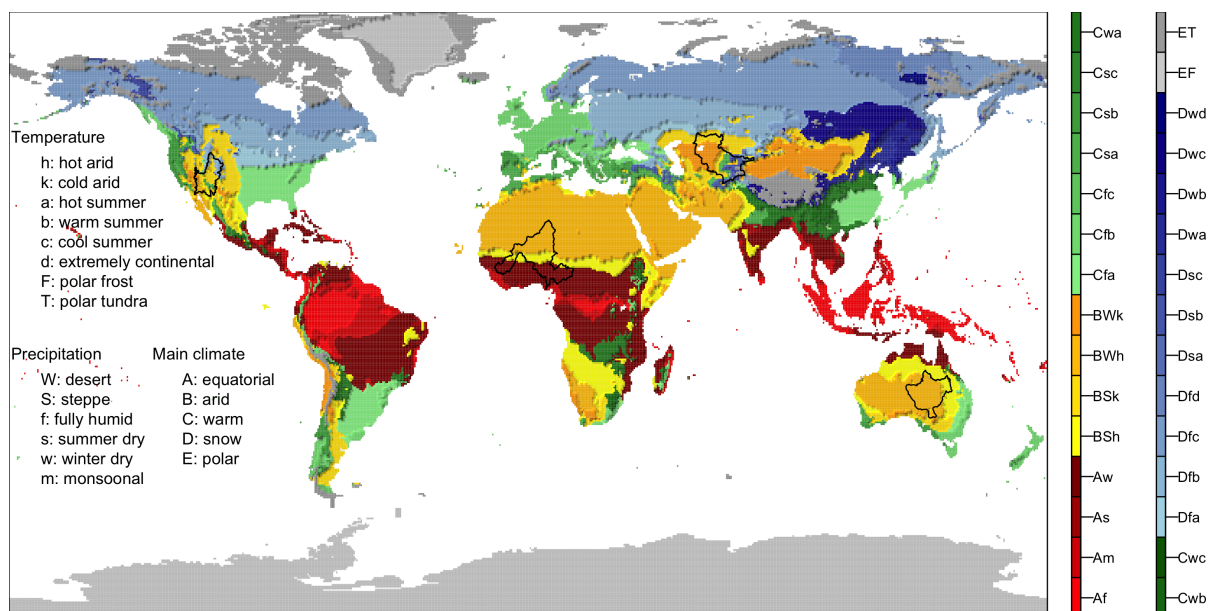 Temperature
h: hot arid
k: cold arid
a: hot summer
b: warm summer
c: cool summer
d: extremely continental
F: polar frost
T: polar tundra
Precipitation
W: desert
S: steppe
f: fully humid
s: summer dry
w: winter dry
m: monsoonal
Main climate
A: equatorial
B: arid
C: warm
D: snow
E: polar
Cwa
Csc
Csb
Csa
Cfc
Cfb
Cfa
BWk
BWh
BSk
BSh
Aw
As
Am
Af
ET
EF
Dwd
Dwc
Dwb
Dwa
Dsc
Dsb
Dsa
Dfd
Dfc
Dfb
Dfa
Cwc
Cwb